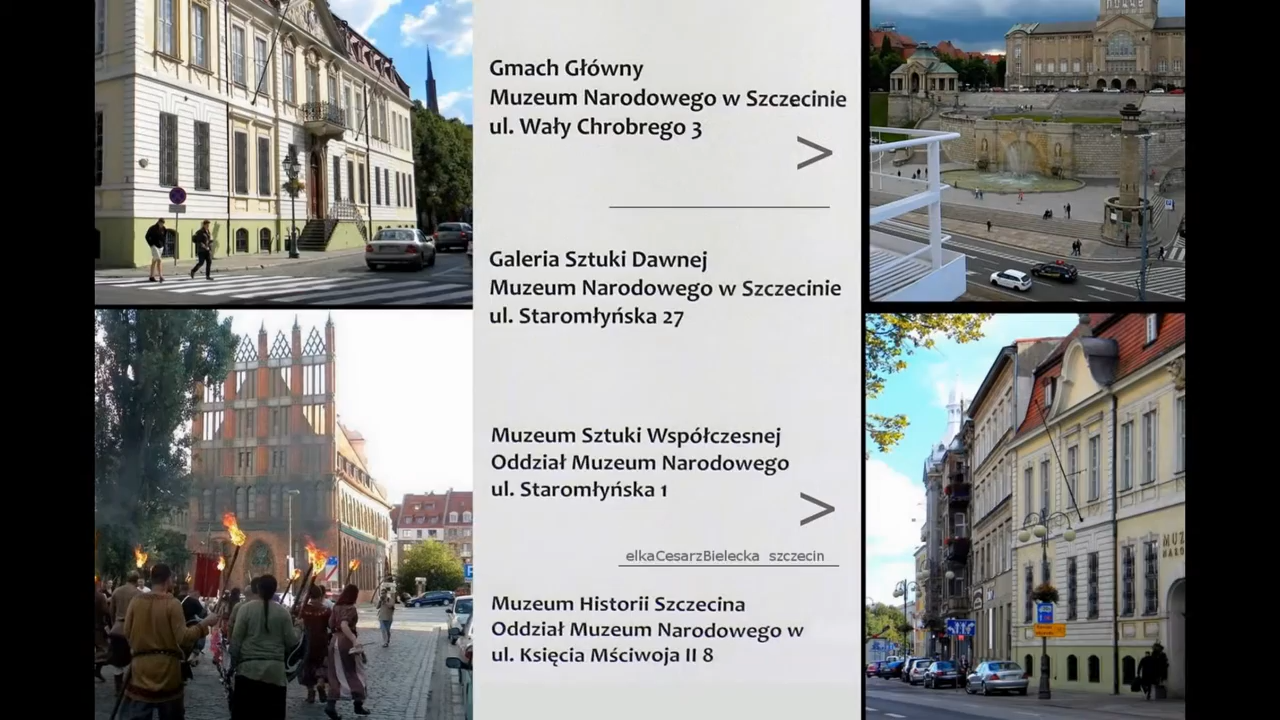 Gmach Główny
Muzeum Narodowego w Szczecinie
ul. Wały Chrobrego 3
>
Galeria Sztuki Dawnej
Muzeum Narodowego w Szczecinie
ul. Staromłyńska 27
Muzeum Sztuki Współczesnej
Oddział Muzeum Narodowego
ul. Staromłyńska 1
>
elkaCesarzBielecka szczecin
Muzeum Historii Szczecina
Oddział Muzeum Narodowego w
ul. Księcia Mściwoja II 8